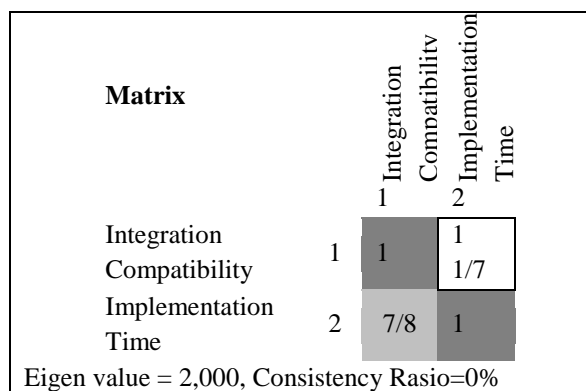 Matrix
Integration
Compatibility
Implementation
Time
1 2
Integration
Compatibility
1
1
1
1/7
Implementation
Time
2
7/8
1
Eigen value = 2,000, Consistency Rasio=0%